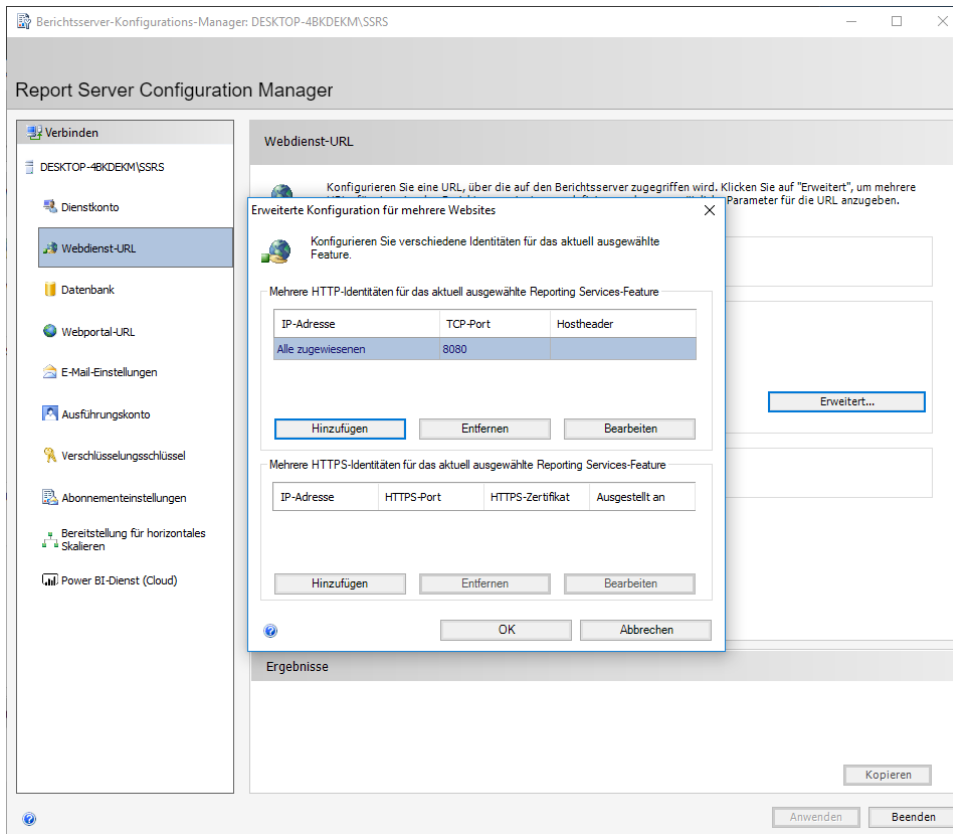 Berichtsserver-Konfigurations-Manager: DESKTOP-4BKDEKM\SSRS
Report Server Configuration Manager
Verbinden
DESKTOP-4BKDEKM\SSRS
Dienstkonto
Webdienst-URL
Datenbank
Webportal-URL
E-Mail-Einstellungen
Ausführungskonto
Verschlüsselungsschlüssel
Abonnementeinstellungen
Bereitstellung für horizontales
Skalieren
Power BI-Dienst (Cloud)
Webdienst-URL
Konfigurieren Sie eine URL, über die auf den Berichtsserver zugegriffen wird. Klicken Sie auf "Erweitert", um mehrere
Parameter für die URL anzugeben.
Erweitert...
Erweiterte Konfiguration für mehrere Websites
Konfigurieren Sie verschiedene Identitäten für das aktuell ausgewählte
Feature.
Mehrere HTTP-Identitäten für das aktuell ausgewählte Reporting Services-Feature
IP-Adresse TCP-Port Hostheader
Alle zugewiesenen 8080
Hinzufügen Entfernen Bearbeiten
Mehrere HTTPS-Identitäten für das aktuell ausgewählte Reporting Services-Feature
IP-Adresse HTTPS-Port HTTPS-Zertifikat Ausgestellt an
Hinzufügen Entfernen Bearbeiten
OK Abbrechen
Ergebnisse
Kopieren
Anwenden Beenden